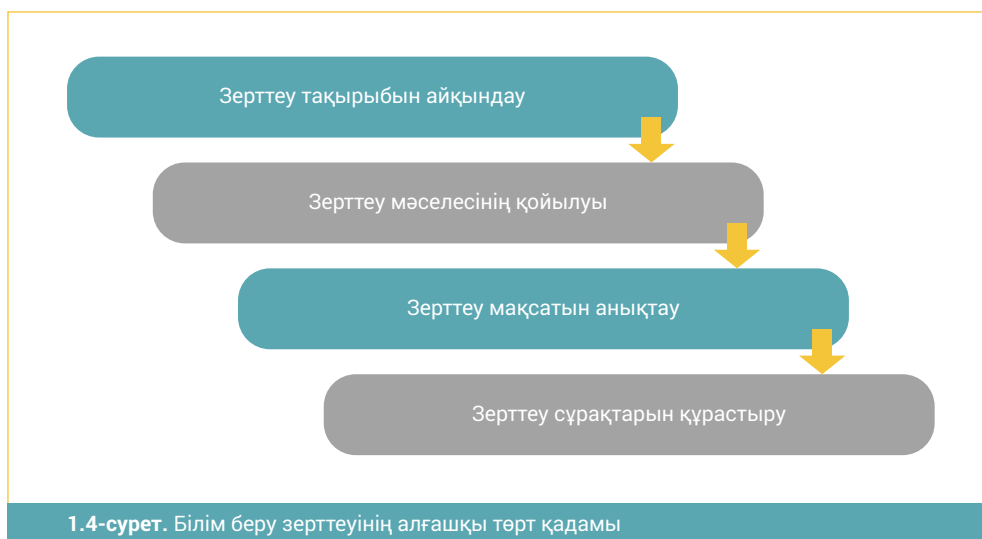 Зерттеу тақырыбын айқындау
Зерттеу мәселесінің қойылуы
Зерттеу мақсатын анықтау
Зерттеу сұрақтарын құрастыру
1.4-сурет. Білім беру зерттеуінің алғашқы төрт қадамы